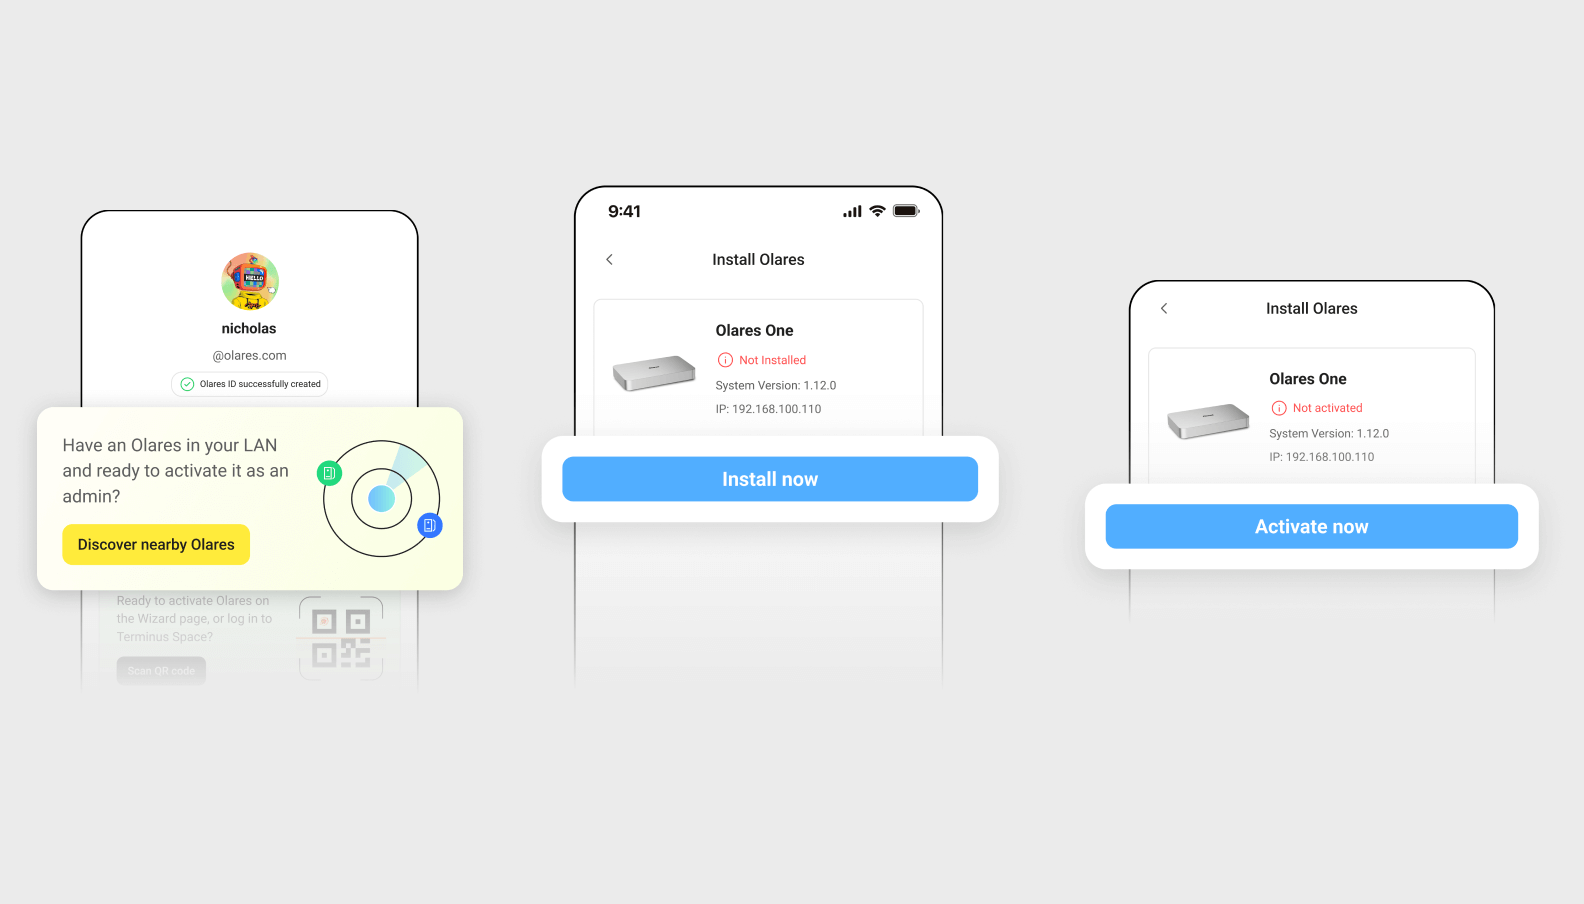 HELLO
nicholas
@olares.com
Olares ID successfully created
Have an Olares in your LAN
and ready to activate it as an
admin?
Discover nearby Olares
Ready to activate Olares on
the Wizard page, or log in to
Terminus Space?
Scan QR code
9:41
Install Olares
Olares One
Not Installed
System Version: 1.12.0
IP: 192.168.100.110
Install now
Install Olares
Olares One
Not activated
System Version: 1.12.0
IP: 192.168.100.110
Activate now